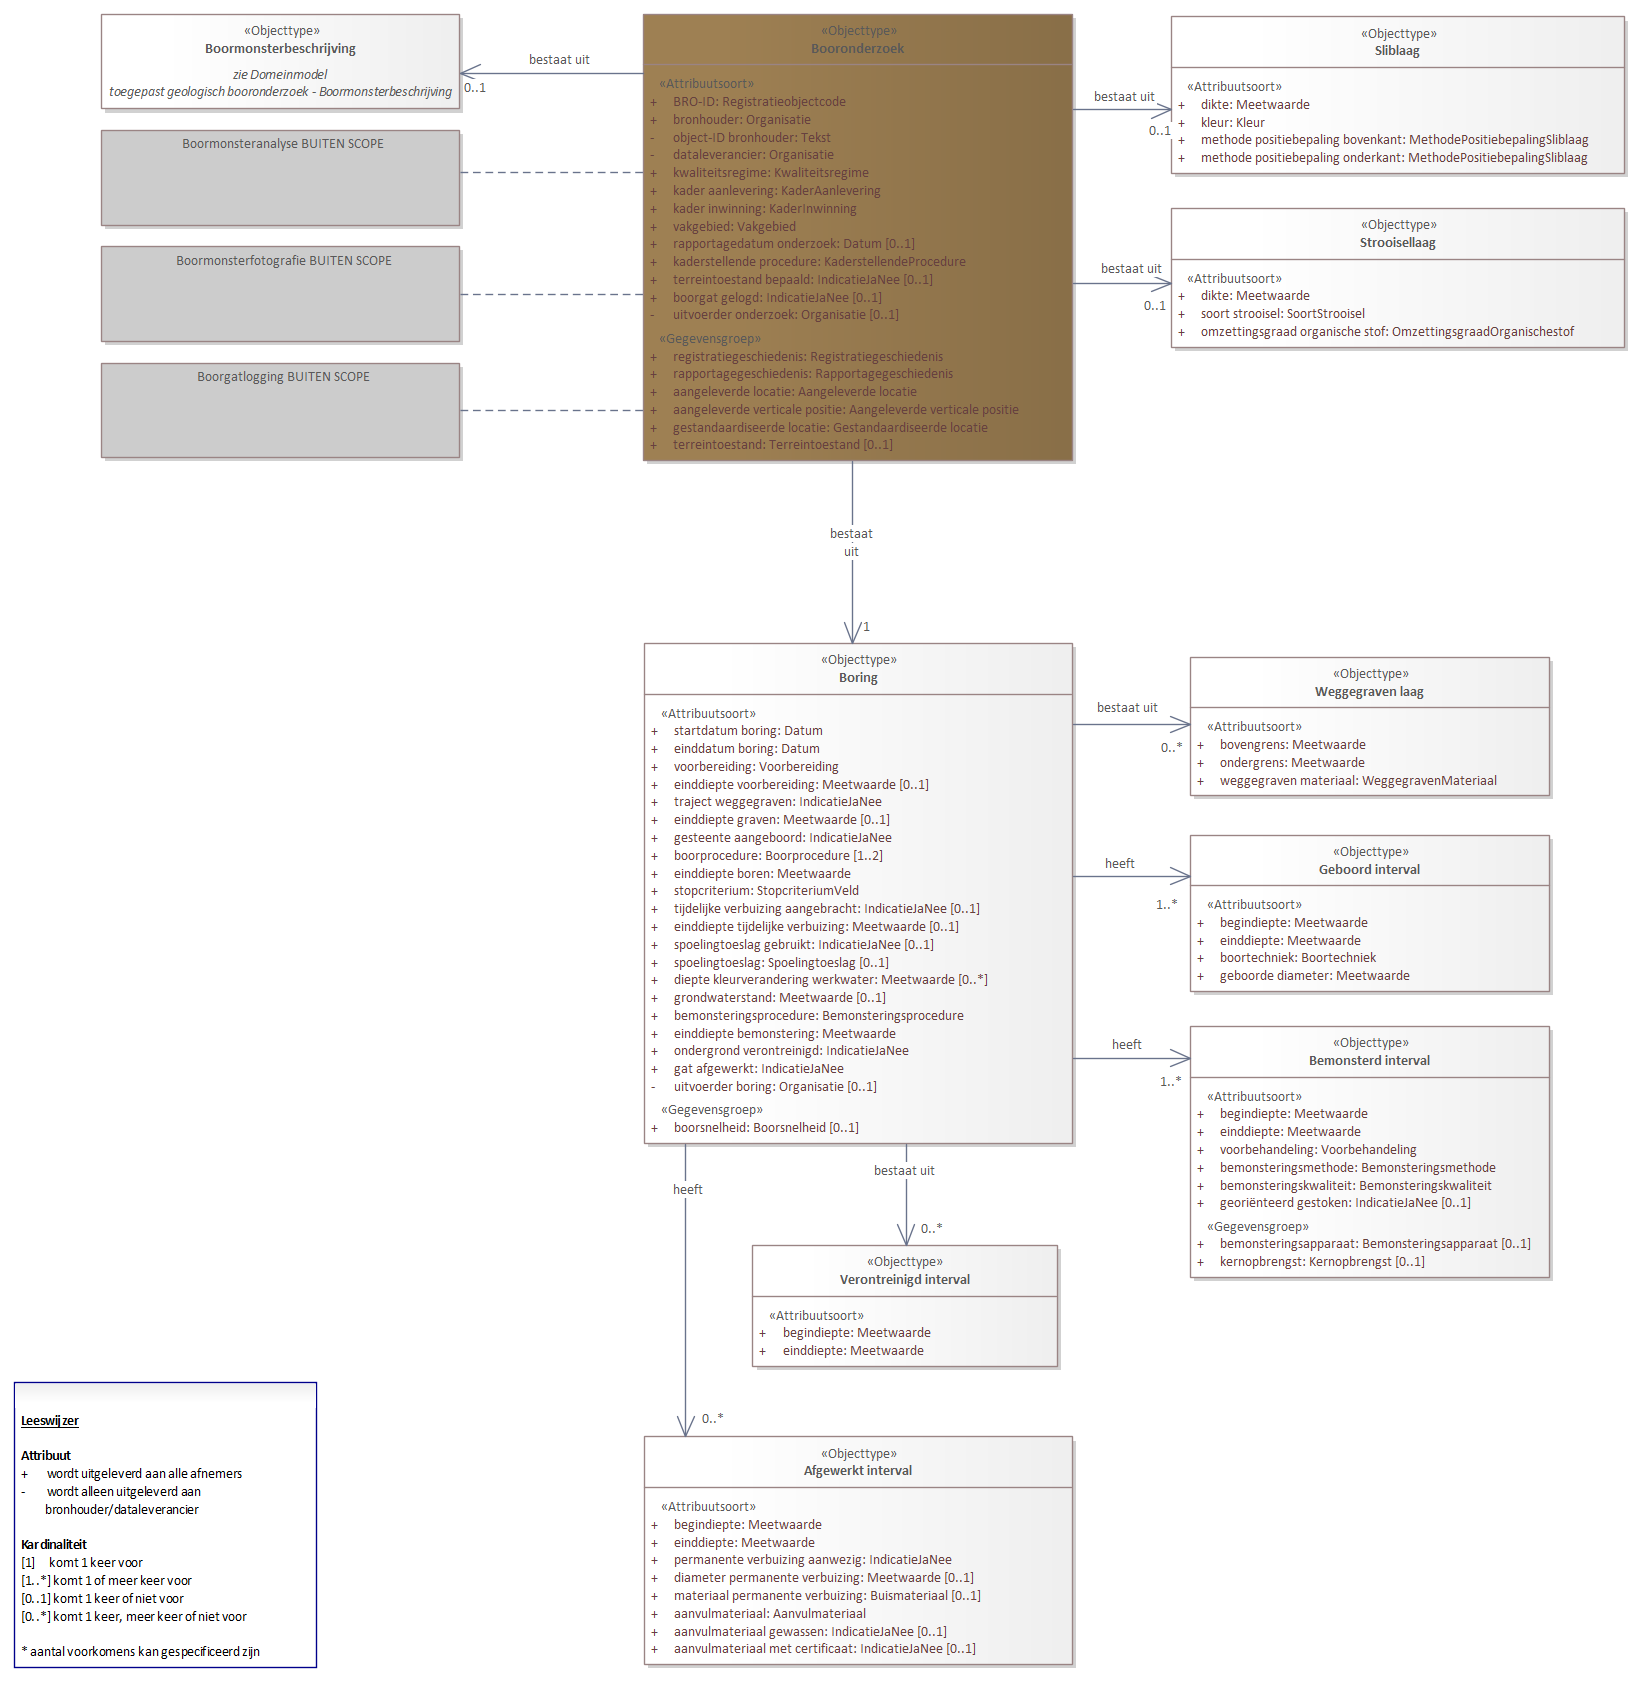 «Objecttype»
Boormonsterbeschrijving
zie Domeinmodel
toegepast geologisch booronderzoek - Boormonsterbeschrijving
bestaat uit
0..1
Boormonsteranalyse BUITEN SCOPE
Boormonsterfotografie BUITEN SCOPE
Boorgatlogging BUITEN SCOPE
«Objecttype»
Booronderzoek
«Attribuutsoort»
+ BRO-ID: Registratieobjectcode
+ bronhouder: Organisatie
- object-ID bronhouder: Tekst
- dataleverancier: Organisatie
+ kwaliteitsregime: Kwaliteitsregime
+ kader aanlevering: KaderAanlevering
+ kader inwinning: KaderInwinning
+ vakgebied: Vakgebied
+ rapportagedatum onderzoek: Datum [0..1]
+ kaderstellende procedure: KaderstellendeProcedure
+ terreintoestand bepaald: IndicatieJaNee [0..1]
+ boorgat gelogd: IndicatieJaNee [0..1]
- uitvoerder onderzoek: Organisatie [0..1]
«Gegevensgroep»
+ registratiegeschiedenis: Registratiegeschiedenis
+ rapportagegeschiedenis: Rapportagegeschiedenis
+ aangeleverde locatie: Aangeleverde locatie
+ aangeleverde verticale positie: Aangeleverde verticale positie
+ gestandaardiseerde locatie: Gestandaardiseerde locatie
+ terreintoestand: Terreintoestand [0..1]
bestaat uit
0..1
«Objecttype»
Sliblaag
«Attribuutsoort»
+ dikte: Meetwaarde
+ kleur: Kleur
+ methode positiebepaling bovenkant: MethodePositiebepalingSliblaag
+ methode positiebepaling onderkant: MethodePositiebepalingSliblaag
bestaat uit
0..1
«Objecttype»
Strooisellaag
«Attribuutsoort»
+ dikte: Meetwaarde
+ soort strooisel: SoortStrooisel
+ omzettingsgraad organische stof: OmzettingsgraadOrganischestof
bestaat
uit
1
«Objecttype»
Boring
«Attribuutsoort»
+ startdatum boring: Datum
+ einddatum boring: Datum
+ voorbereiding: Voorbereiding
+ einddiepte voorbereiding: Meetwaarde [0..1]
+ traject weggegraven: IndicatieJaNee
+ einddiepte graven: Meetwaarde [0..1]
+ gesteente aangeboord: IndicatieJaNee
+ boorprocedure: Boorprocedure [1..2]
+ einddiepte boren: Meetwaarde
+ stopcriterium: StopcriteriumVeld
+ tijdelijke verbuizing aangebracht: IndicatieJaNee [0..1]
+ einddiepte tijdelijke verbuizing: Meetwaarde [0..1]
+ spoelingtoeslag gebruikt: IndicatieJaNee [0..1]
+ spoelingtoeslag: Spoelingtoeslag [0..1]
+ diepte kleurverandering werkwater: Meetwaarde [0..*]
+ grondwaterstand: Meetwaarde [0..1]
+ bemonsteringsprocedure: Bemonsteringsprocedure
+ einddiepte bemonstering: Meetwaarde
+ ondergrond verontreinigd: IndicatieJaNee
+ gat afgewerkt: IndicatieJaNee
- uitvoerder boring: Organisatie [0..1]
«Gegevensgroep»
+ boorsnelheid: Boorsnelheid [0..1]
bestaat uit
0..*
«Objecttype»
Weggegraven laag
«Attribuutsoort»
+ bovengrens: Meetwaarde
+ ondergrens: Meetwaarde
+ weggegraven materiaal: WeggegravenMateriaal
heeft
1..*
«Objecttype»
Geboord interval
«Attribuutsoort»
+ begindiepte: Meetwaarde
+ einddiepte: Meetwaarde
+ boortechniek: Boortechniek
+ geboorde diameter: Meetwaarde
heeft
1..*
«Objecttype»
Bemonsterd interval
«Attribuutsoort»
+ begindiepte: Meetwaarde
+ einddiepte: Meetwaarde
+ voorbehandeling: Voorbehandeling
+ bemonsteringsmethode: Bemonsteringsmethode
+ bemonsteringskwaliteit: Bemonsteringskwaliteit
+ georiënteerd gestoken: IndicatieJaNee [0..1]
«Gegevensgroep»
+ bemonsteringsapparaat: Bemonsteringsapparaat [0..1]
+ kernopbrengst: Kernopbrengst [0..1]
bestaat uit
0..*
«Objecttype»
Verontreinigd interval
«Attribuutsoort»
+ begindiepte: Meetwaarde
+ einddiepte: Meetwaarde
heeft
0..*
«Objecttype»
Afgewerkt interval
«Attribuutsoort»
+ begindiepte: Meetwaarde
+ einddiepte: Meetwaarde
+ permanente verbuizing aanwezig: IndicatieJaNee
+ diameter permanente verbuizing: Meetwaarde [0..1]
+ materiaal permanente verbuizing: Buismateriaal [0..1]
+ aanvulmateriaal: Aanvulmateriaal
+ aanvulmateriaal gewassen: IndicatieJaNee [0..1]
+ aanvulmateriaal met certificaat: IndicatieJaNee [0..1]
Leeswijzer
Attribuut
+ wordt uitgeleverd aan alle afnemers
- wordt alleen uitgeleverd aan
bronhouder/dataleverancier
Kardinaliteit
[1] komt 1 keer voor
[1..*] komt 1 of meer keer voor
[0..1] komt 1 keer of niet voor
[0..*] komt 1 keer, meer keer of niet voor
* aantal voorkomens kan gespecificeerd zijn